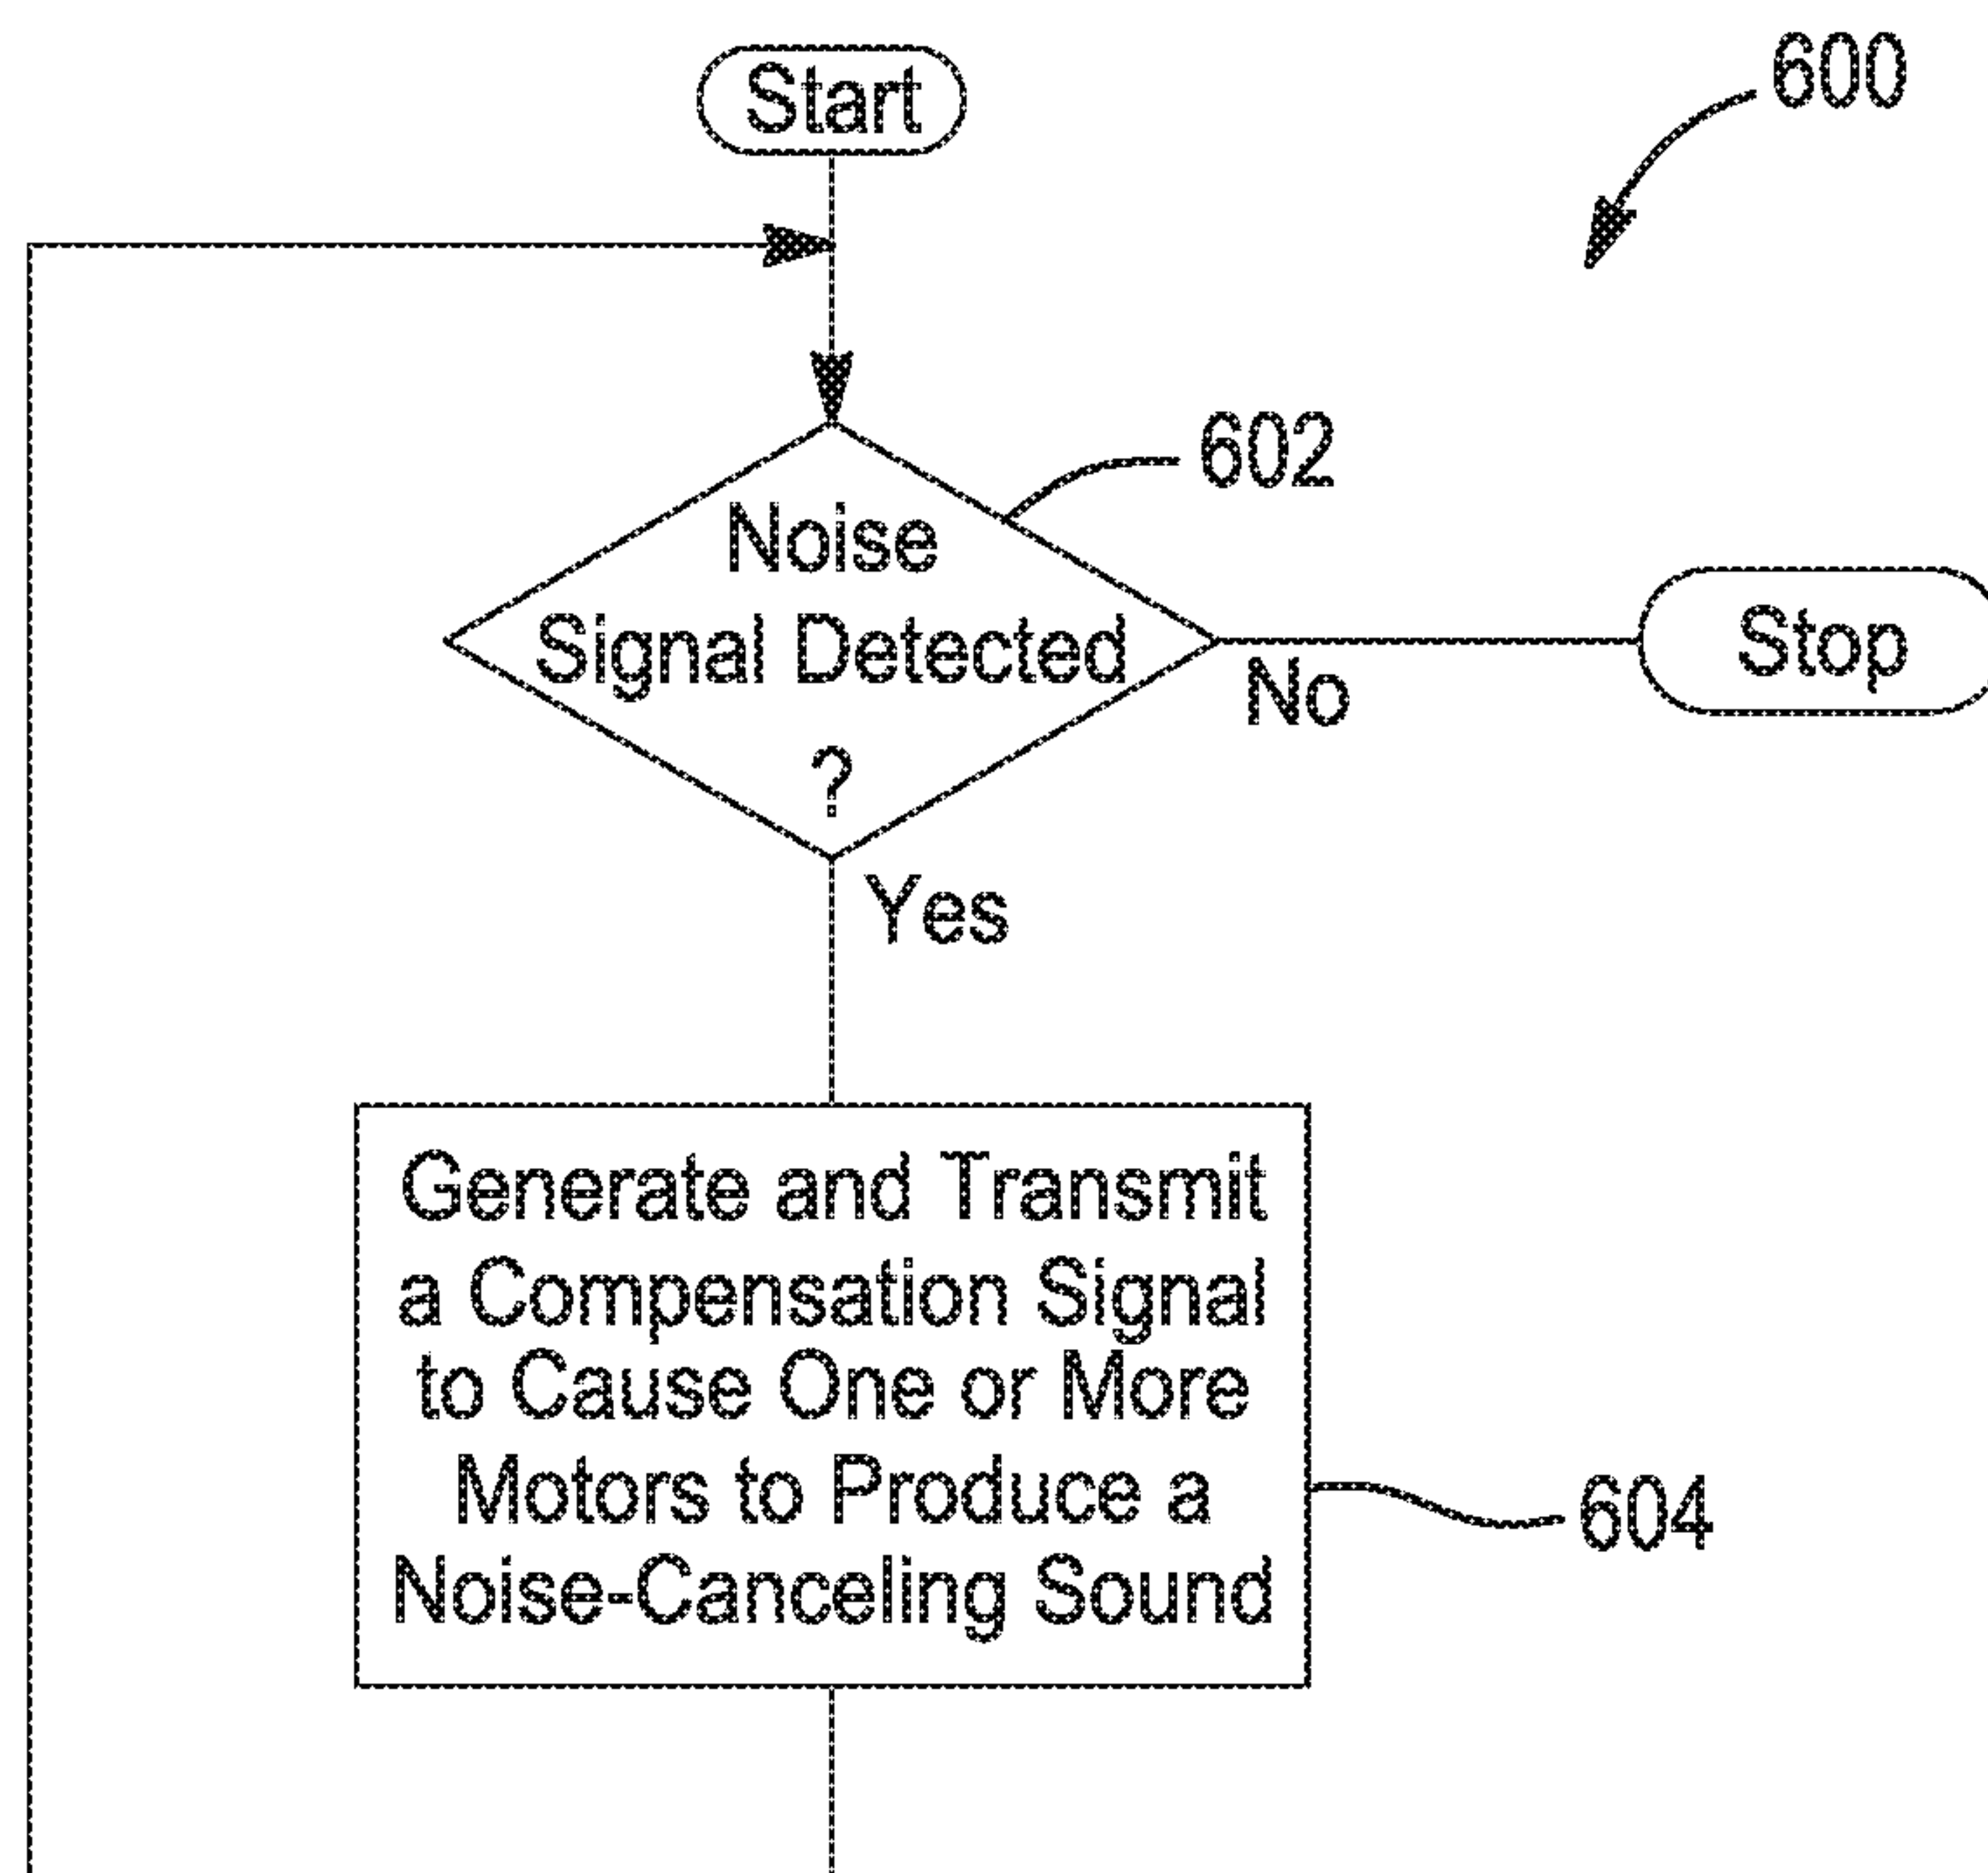 Start
600
602
Noise
Signal Detected
?
No
Stop
Yes
Generate and Transmit
a Compensation Signal
to Cause One or More
Motors to Produce a
Noise-Canceling Sound
604